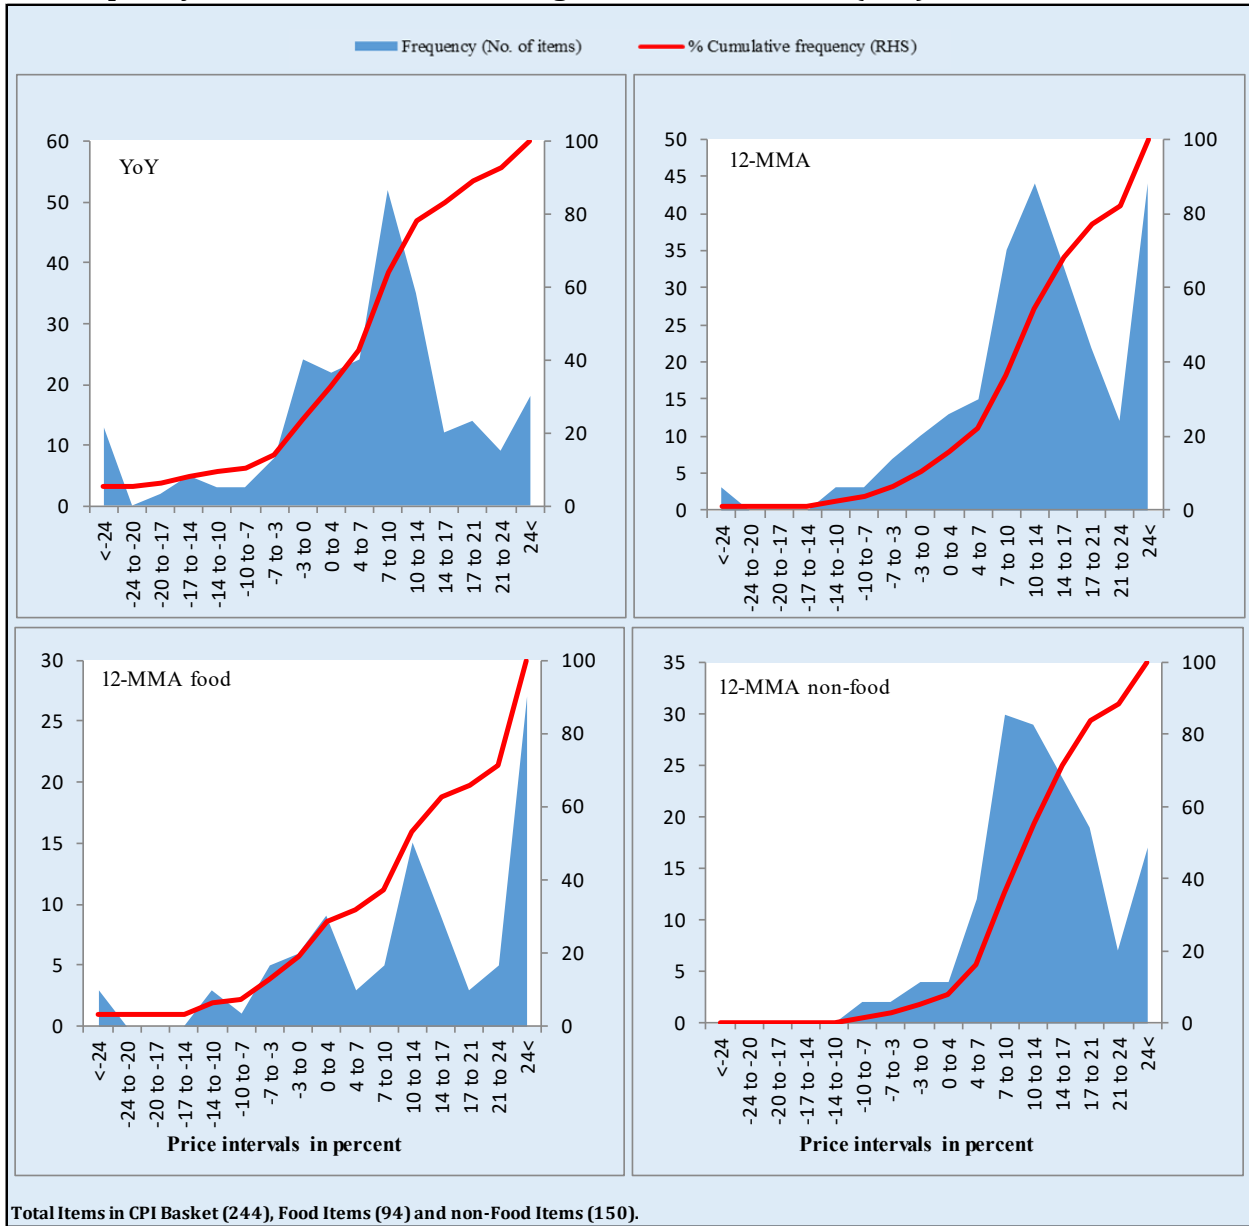 Frequency (No. of items) % Cumulative frequency (RHS)
YoY
60
50
40
30
20
10
0
100
80
60
40
20
0
<-24
-24 to -20
-20 to -17
-17 to -14
-14 to -10
-10 to -7
-7 to -3
-3 to 0
0 to 4
4 to 7
7 to 10
10 to 14
14 to 17
17 to 21
21 to 24
24<
12-MMA
50
45
40
35
30
25
20
15
10
5
0
100
80
60
40
20
0
<-24
-24 to -20
-20 to -17
-17 to -14
-14 to -10
-10 to -7
-7 to -3
-3 to 0
0 to 4
4 to 7
7 to 10
10 to 14
14 to 17
17 to 21
21 to 24
24<
12-MMA food
30
25
20
15
10
5
0
100
80
60
40
20
0
<-24
-24 to -20
-20 to -17
-17 to -14
-14 to -10
-10 to -7
-7 to -3
-3 to 0
0 to 4
4 to 7
7 to 10
10 to 14
14 to 17
17 to 21
21 to 24
24<
Price intervals in percent
12-MMA non-food
35
30
25
20
15
10
5
0
100
80
60
40
20
0
<-24
-24 to -20
-20 to -17
-17 to -14
-14 to -10
-10 to -7
-7 to -3
-3 to 0
0 to 4
4 to 7
7 to 10
10 to 14
14 to 17
17 to 21
21 to 24
24<
Price intervals in percent
Total Items in CPI Basket (244), Food Items (94) and non-Food Items (150).